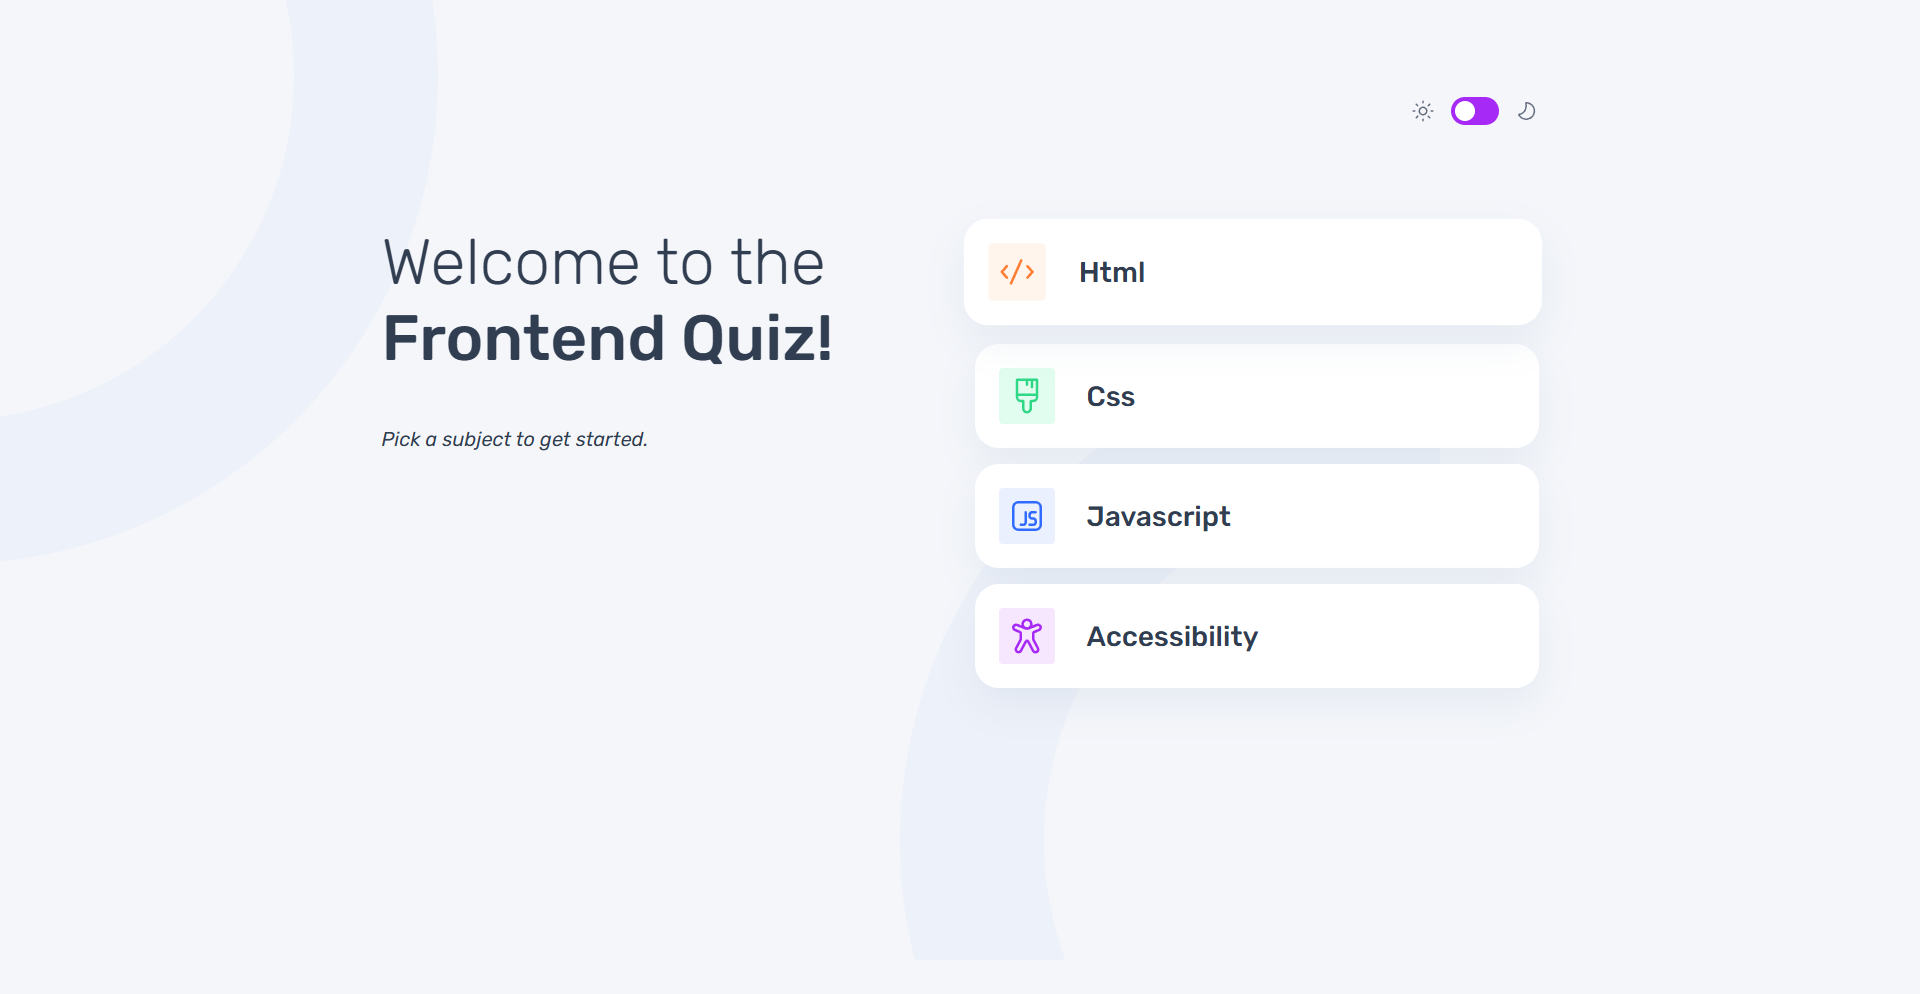 Welcome to the
Frontend Quiz!
Pick a subject to get started.
Html
Css
JS
Javascript
Accessibility